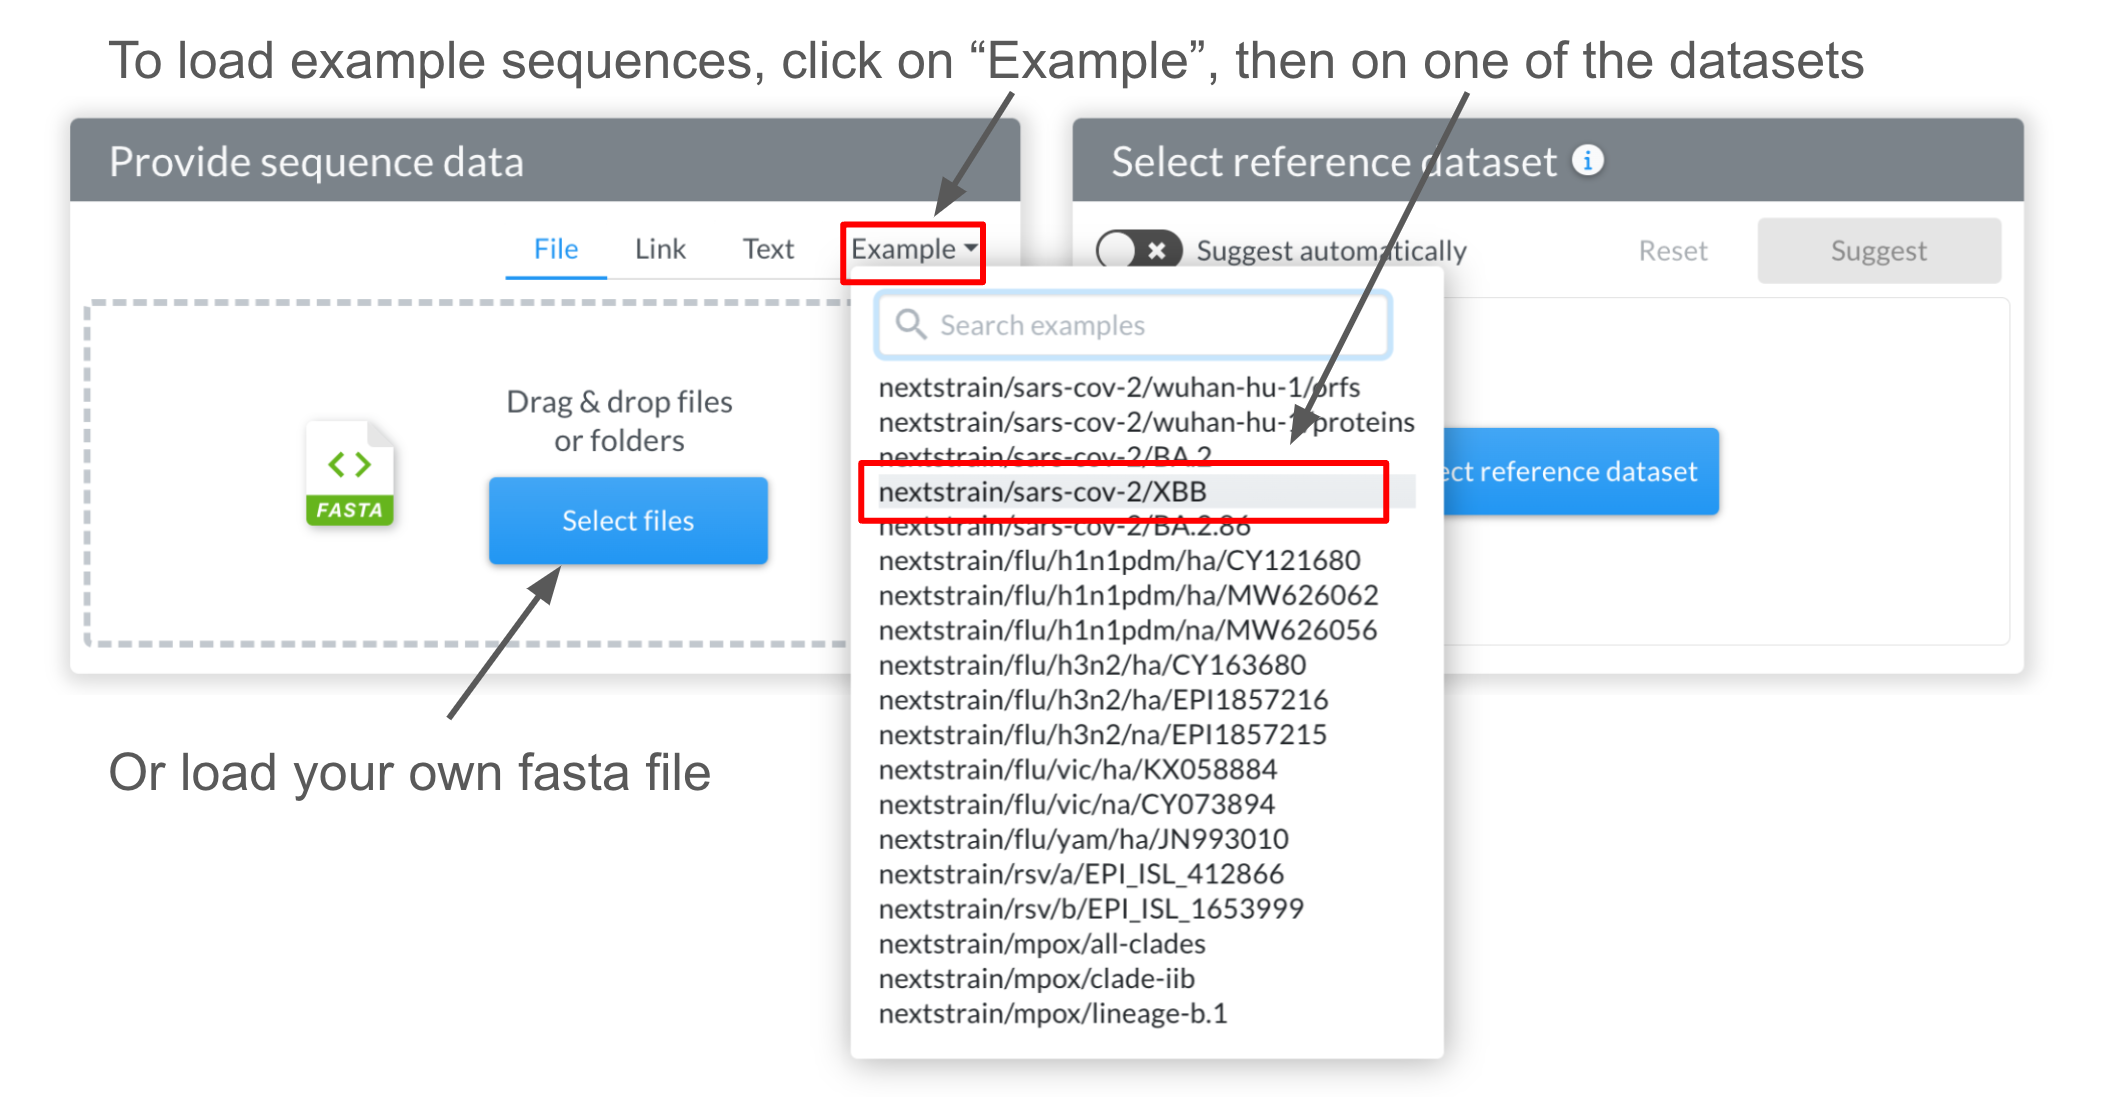 To load example sequences, click on “Example”, then on one of the datasets
Provide sequence data
File Link Text Example
Drag & drop files
or folders
FASTA
Select files
Or load your own fasta file
Select reference dataset i
Suggest automatically Reset Suggest
Search examples
nextstrain/sars-cov-2/wuhan-hu-1/orfs
nextstrain/sars-cov-2/wuhan-hu-1/proteins
nextstrain/sars-cov-2/BA.2
nextstrain/sars-cov-2/XBB
nextstrain/sars-cov-2/BA.2.86
nextstrain/flu/h1n1pdm/ha/CY121680
nextstrain/flu/h1n1pdm/ha/MW626062
nextstrain/flu/h1n1pdm/na/MW626056
nextstrain/flu/h3n2/ha/CY163680
nextstrain/flu/h3n2/ha/EPI1857216
nextstrain/flu/h3n2/na/EPI1857215
nextstrain/flu/vic/ha/KX058884
nextstrain/flu/vic/na/CY073894
nextstrain/flu/yam/ha/JN993010
nextstrain/rsv/a/EPI_ISL_412866
nextstrain/rsv/b/EPI_ISL_1653999
nextstrain/mpox/all-clades
nextstrain/mpox/clade-iib
nextstrain/mpox/lineage-b.1
reference dataset